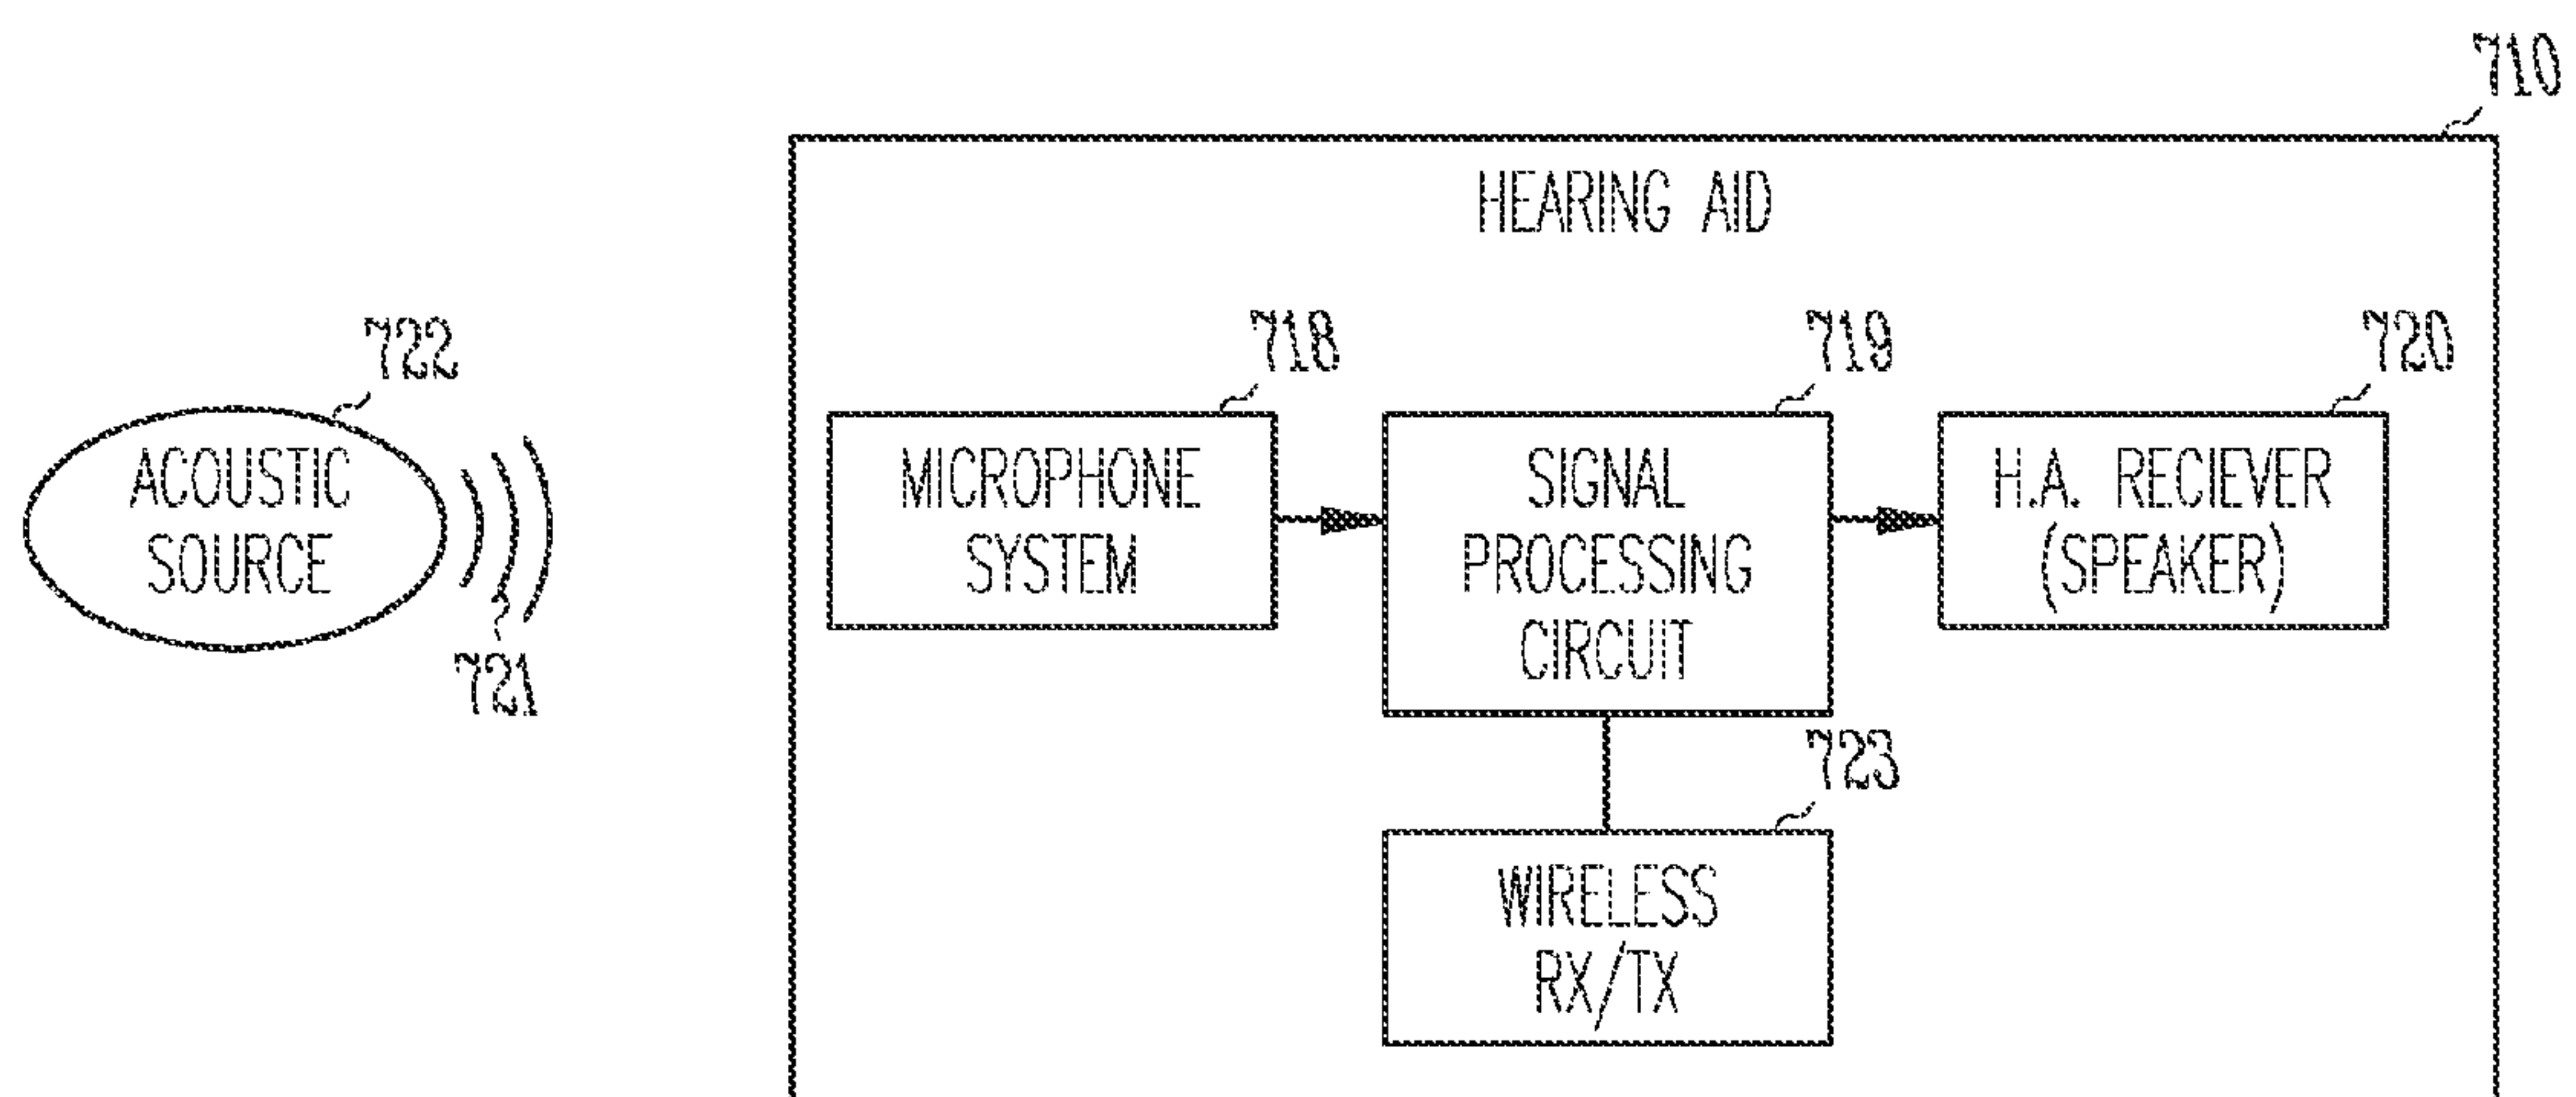 710
HEARING AID
722
718
719
720
ACOUSTIC
SOURCE
721
MICROPHONE
SYSTEM
SIGNAL
PROCESSING
CIRCUIT
H.A. RECIEVER
(SPEAKER)
723
WIRELESS
RX/TX